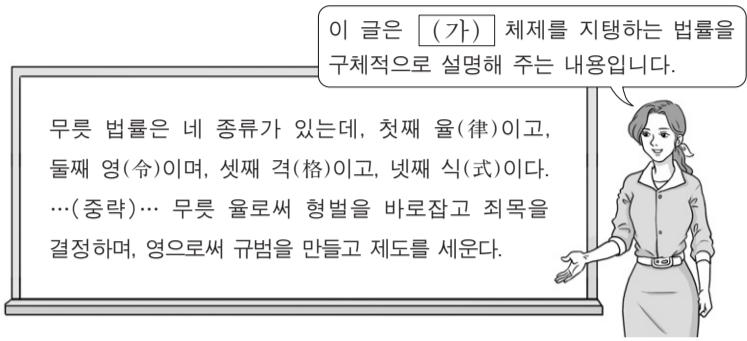 이 글은 (가) 체제를 지탱하는 법률을
구체적으로 설명해 주는 내용입니다.
무릇 법률은 네 종류가 있는데, 첫째 율(律)이고,
둘째 영(令)이며, 셋째 격(格)이고, 넷째 식(式)이다.
…(중략)… 무릇 율로써 형벌을 바로잡고 죄목을
결정하며, 영으로써 규범을 만들고 제도를 세운다.